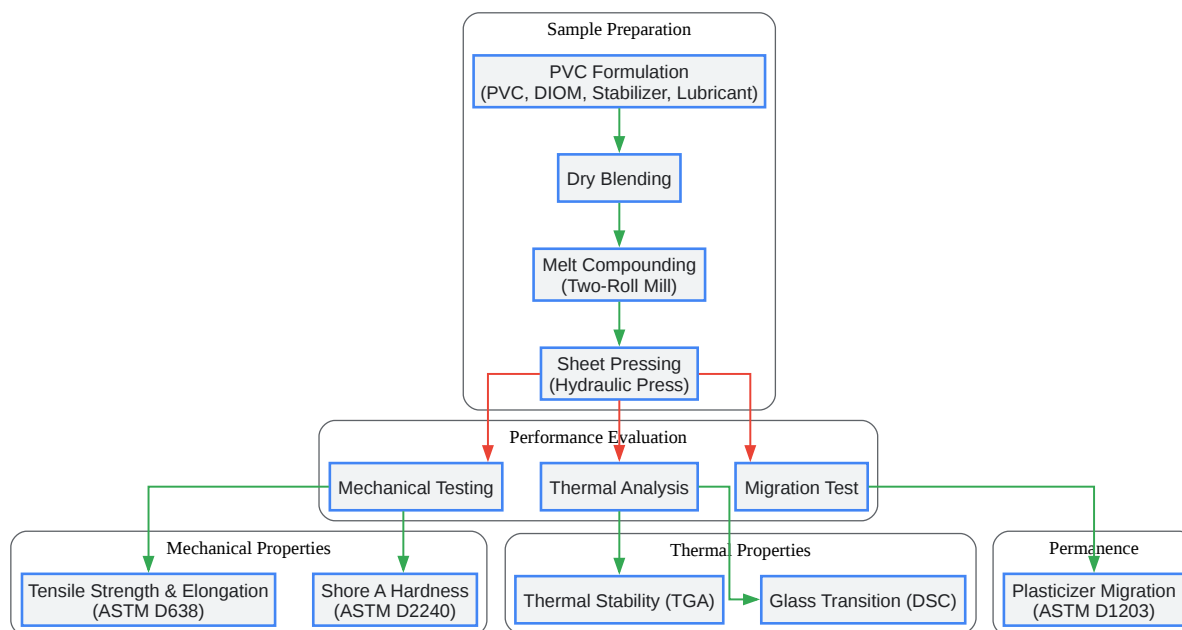 Sample Preparation
PVC Formulation
(PVC, DIOM, Stabilizer, Lubricant)
Dry Blending
Melt Compounding
(Two-Roll Mill)
Sheet Pressing
(Hydraulic Press)
Performance Evaluation
Mechanical Testing
Thermal Analysis
Migration Test
Mechanical Properties
Tensile Strength & Elongation
(ASTM D638)
Shore A Hardness
(ASTM D2240)
Thermal Properties
Thermal Stability (TGA)
Glass Transition (DSC)
Permanence
Plasticizer Migration
(ASTM D1203)